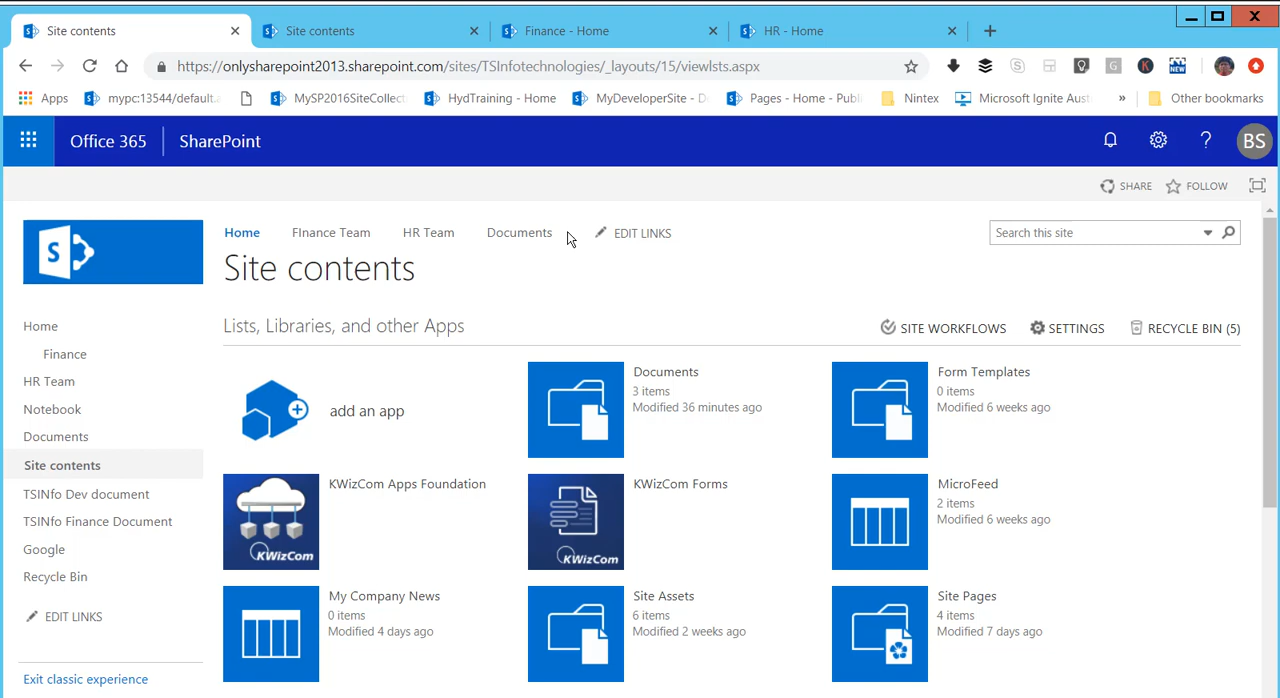 Site contents
Site contents
Finance - Home
HR - Home
https://onlysharepoint2013.sharepoint.com/sites/TSInfotechnologies/_layouts/15/viewlsts.aspx
Apps
mypc:13544/default.
MySP2016SiteCollect
HydTraining - Home
MyDeveloperSite - D
Pages - Home - Publ
Nintex
Microsoft Ignite Aust
»
Other bookmarks
Office 365
SharePoint
?
BS
SHARE
FOLLOW
S
Home
FInance Team
HR Team
Documents
EDIT LINKS
Search this site
Site contents
Home
Finance
HR Team
Notebook
Documents
Site contents
TSINfo Dev document
TSINfo Finance Document
Google
Recycle Bin
EDIT LINKS
Exit classic experience
Lists, Libraries, and other Apps
SITE WORKFLOWS
SETTINGS
RECYCLE BIN (5)
add an app
Documents
3 items
Modified 36 minutes ago
Form Templates
0 items
Modified 6 weeks ago
KWizCom
KWizCom Apps Foundation
KWizCom
KWizCom Forms
MicroFeed
2 items
Modified 6 weeks ago
My Company News
0 items
Modified 4 days ago
Site Assets
6 items
Modified 2 weeks ago
Site Pages
4 items
Modified 7 days ago